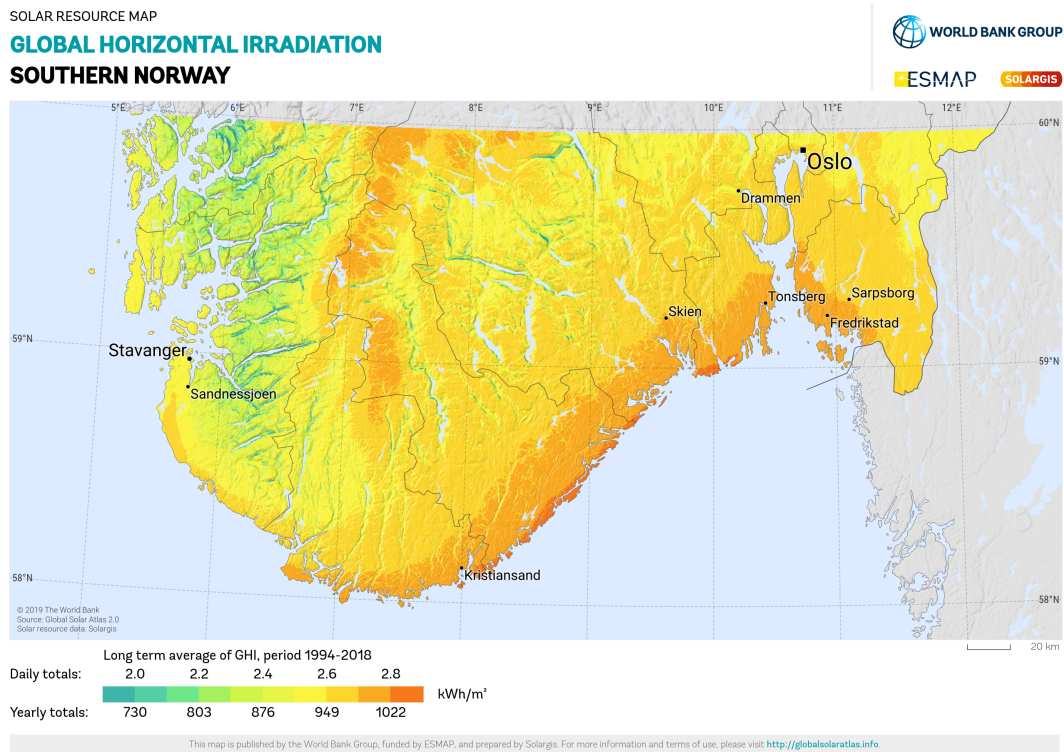 SOLAR RESOURCE MAP
GLOBAL HORIZONTAL IRRADIATION
SOUTHERN NORWAY
WORLD BANK GROUP
ESMAP
SOLARGIS
5°E 6°E 7°E 8°E 9°E 10°E 11°E 12°E
60°N
Oslo
Drammen
Tonsberg
Sarpsborg
Skien
Fredrikstad
59°N
Stavanger
59°N
Sandnessjoen
Kristiansand
58°N
58°N
© 2019 The World Bank
Source: Global Solar Atlas 2.0
Solar resource data: Solargis
20 km
Long term average of GHI, period 1994-2018
Daily totals: 2.0 2.2 2.4 2.6 2.8
kWh/m²
Yearly totals: 730 803 876 949 1022
This map is published by the World Bank Group, funded by ESMAP, and prepared by Solargis. For more information and terms of use, please visit http://globalsolaratlas.info.